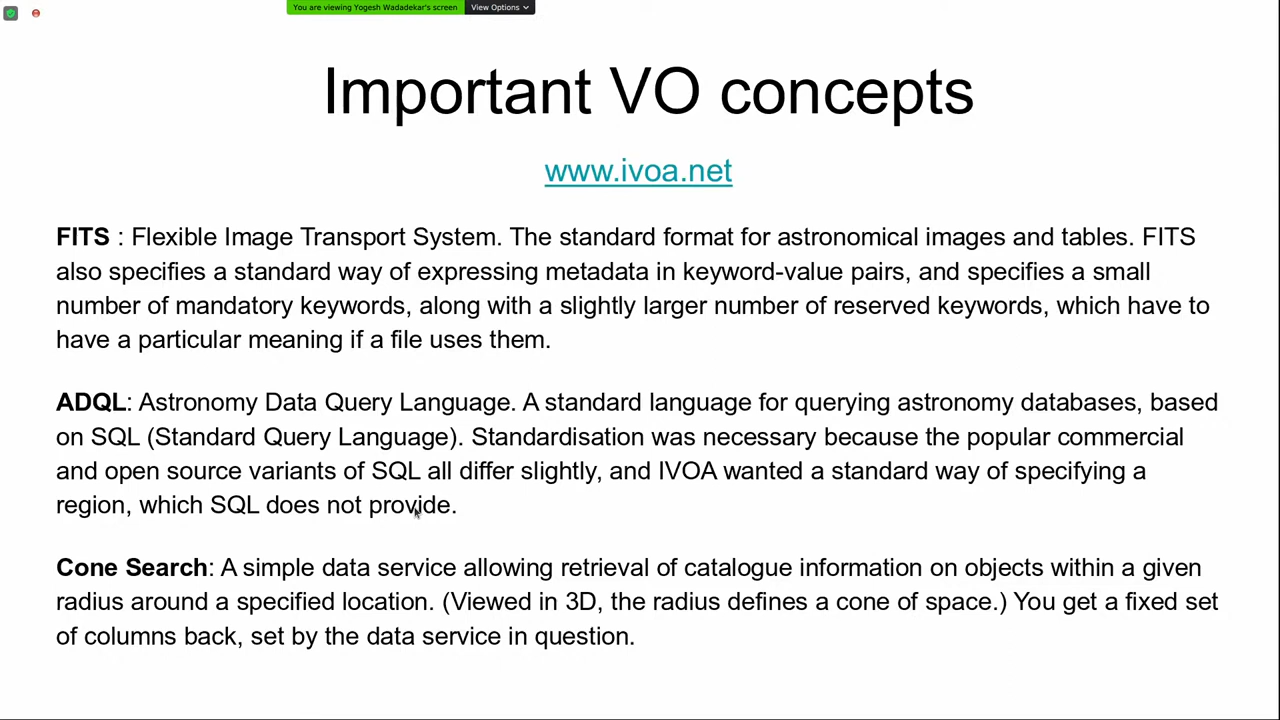 You are viewing Yogesh Wadadekar's screen
View Options
Important VO concepts
www.ivoa.net
FITS : Flexible Image Transport System. The standard format for astronomical images and tables. FITS
also specifies a standard way of expressing metadata in keyword-value pairs, and specifies a small
number of mandatory keywords, along with a slightly larger number of reserved keywords, which have to
have a particular meaning if a file uses them.
ADQL: Astronomy Data Query Language. A standard language for querying astronomy databases, based
on SQL (Standard Query Language). Standardisation was necessary because the popular commercial
and open source variants of SQL all differ slightly, and IVOA wanted a standard way of specifying a
region, which SQL does not provide.
Cone Search: A simple data service allowing retrieval of catalogue information on objects within a given
radius around a specified location. (Viewed in 3D, the radius defines a cone of space.) You get a fixed set
of columns back, set by the data service in question.